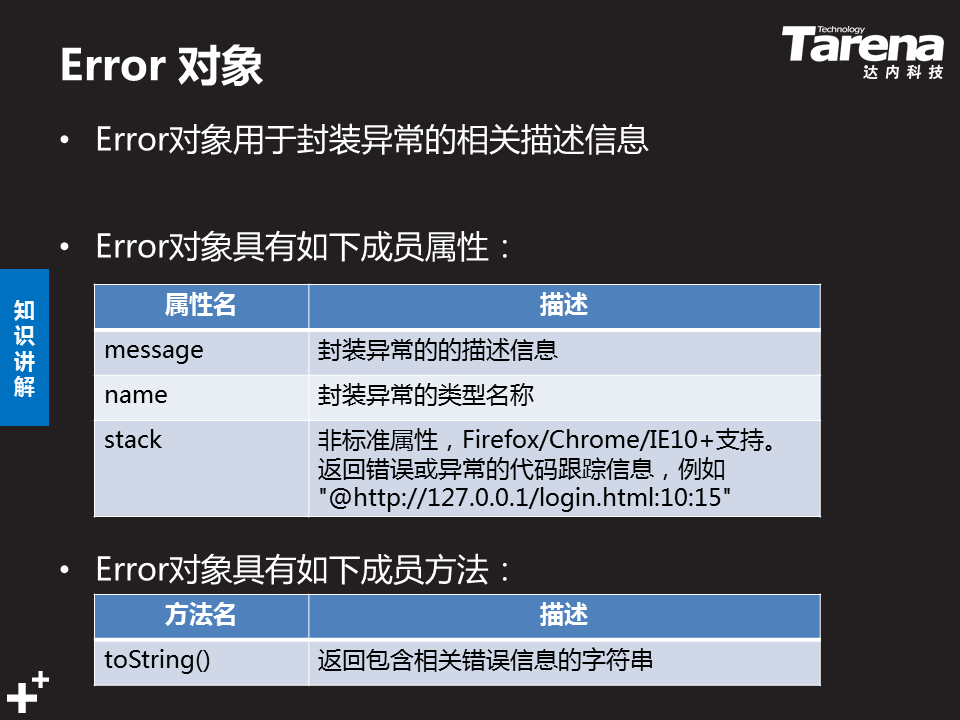 Error 对象
Technology
Tarena
达内科技
• Error对象用于封装异常的相关描述信息
• Error对象具有如下成员属性：
知
识
讲
解
属性名 描述
message 封装异常的的描述信息
name 封装异常的类型名称
stack 非标准属性，Firefox/Chrome/IE10+支持。
返回错误或异常的代码跟踪信息，例如
"@http://127.0.0.1/login.html:10:15"
• Error对象具有如下成员方法：
方法名 描述
toString() 返回包含相关错误信息的字符串